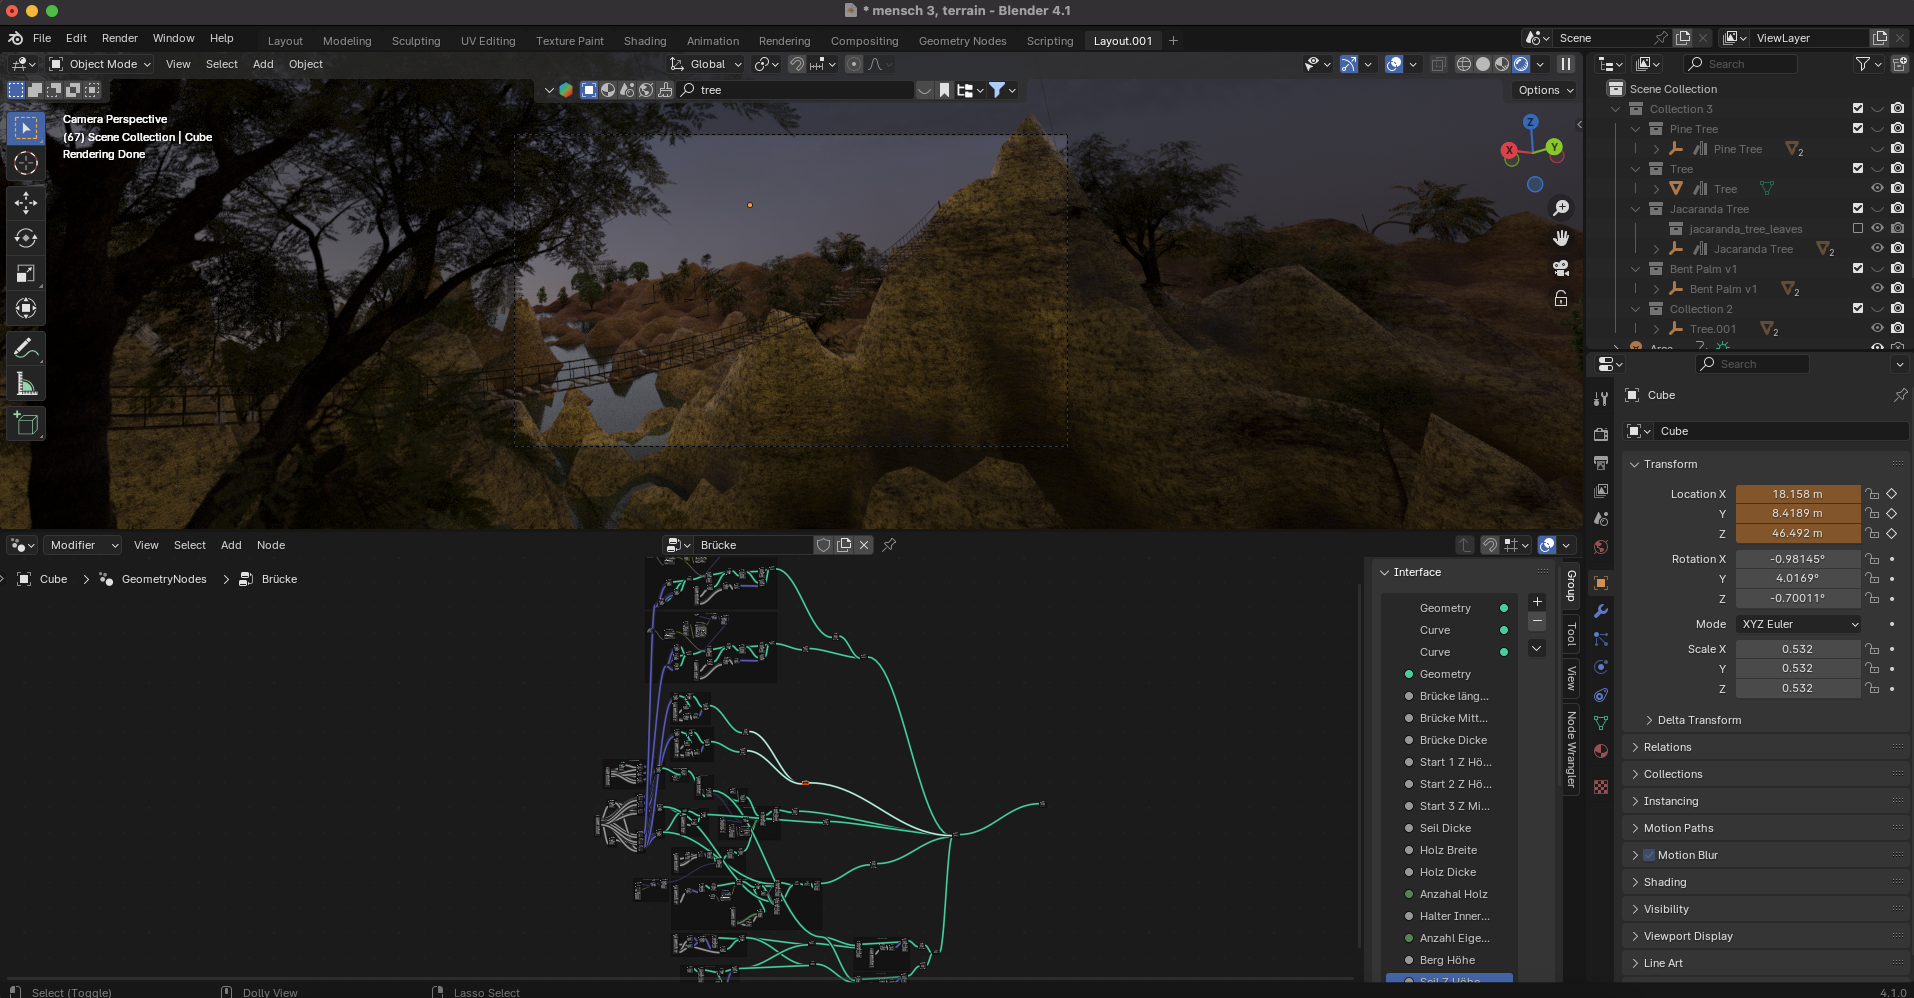 * mensch 3, terrain - Blender 4.1
File Edit Render Window Help
Layout Modeling Sculpting UV Editing Texture Paint Shading Animation Rendering Compositing Geometry Nodes Scripting Layout.001 +
Scene
ViewLayer
Object Mode View Select Add Object
Global
Search
tree
Options
Camera Perspective
(67) Scene Collection | Cube
Rendering Done
X
Y
Z
Scene Collection
Collection 3
Pine Tree
Pine Tree 2
Tree
Tree
Jacaranda Tree
jacaranda_tree_leaves
Jacaranda Tree 2
Bent Palm v1
Bent Palm v1 2
Collection 2
Tree.001 2
Area
Search
Cube
Cube
Transform
Location X 18.158 m
Y 8.4189 m
Z 46.492 m
Rotation X -0.98145°
Y 4.0169°
Z -0.70011°
Mode XYZ Euler
Scale X 0.532
Y 0.532
Z 0.532
Delta Transform
Relations
Collections
Instancing
Motion Paths
Motion Blur
Shading
Visibility
Viewport Display
Line Art
Modifier View Select Add Node
Brücke
Cube > GeometryNodes > Brücke
Interface
Geometry
Curve
Curve
Geometry
Brücke läng...
Brücke Mitt...
Brücke Dicke
Start 1 Z Hö...
Start 2 Z Hö...
Start 3 Z Mi...
Seil Dicke
Holz Breite
Holz Dicke
Anzahal Holz
Halter Inner...
Anzahl Eige...
Berg Höhe
Seil Z Höhe
Group
Tool
View
Node Wrangler
Select (Toggle)
Dolly View
Lasso Select
4.1.0